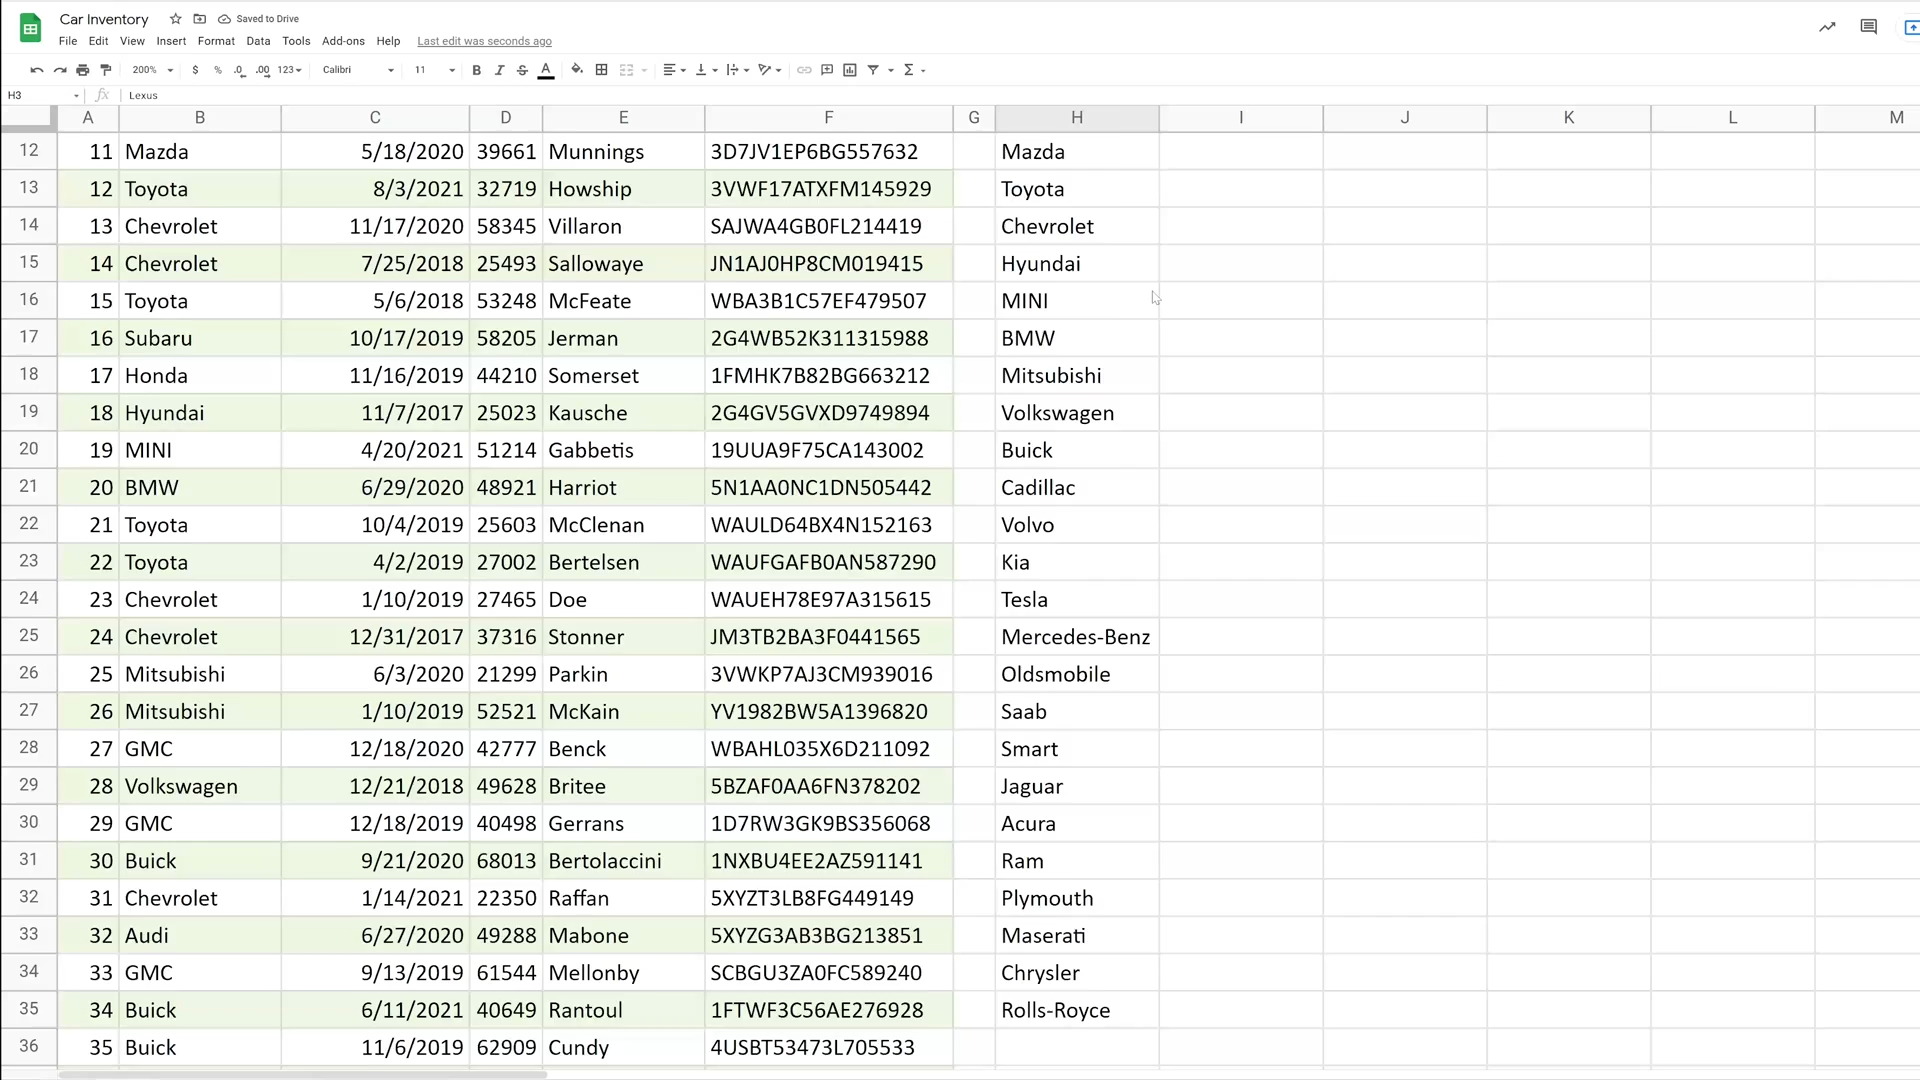 Car Inventory Saved to Drive
File Edit View Insert Format Data Tools Add-ons Help Last edit was seconds ago
200% $ % .0 .00 123 Calibri 11 B I S A Σ
H3 fx Lexus
A B C D E F G H I J K L M
12 11 Mazda 5/18/2020 39661 Munnings 3D7JV1EP6BG557632 Mazda
13 12 Toyota 8/3/2021 32719 Howship 3VWF17ATXFM145929 Toyota
14 13 Chevrolet 11/17/2020 58345 Villaron SAJWA4GB0FL214419 Chevrolet
15 14 Chevrolet 7/25/2018 25493 Sallowaye JN1AJ0HP8CM019415 Hyundai
16 15 Toyota 5/6/2018 53248 McFeate WBA3B1C57EF479507 MINI
17 16 Subaru 10/17/2019 58205 Jerman 2G4WB52K311315988 BMW
18 17 Honda 11/16/2019 44210 Somerset 1FMHK7B82BG663212 Mitsubishi
19 18 Hyundai 11/7/2017 25023 Kausche 2G4GV5GVXD9749894 Volkswagen
20 19 MINI 4/20/2021 51214 Gabbetis 19UUA9F75CA143002 Buick
21 20 BMW 6/29/2020 48921 Harriot 5N1AA0NC1DN505442 Cadillac
22 21 Toyota 10/4/2019 25603 McClenan WAULD64BX4N152163 Volvo
23 22 Toyota 4/2/2019 27002 Bertelsen WAUFGAFB0AN587290 Kia
24 23 Chevrolet 1/10/2019 27465 Doe WAUEH78E97A315615 Tesla
25 24 Chevrolet 12/31/2017 37316 Stonner JM3TB2BA3F0441565 Mercedes-Benz
26 25 Mitsubishi 6/3/2020 21299 Parkin 3VWKP7AJ3CM939016 Oldsmobile
27 26 Mitsubishi 1/10/2019 52521 McKain YV1982BW5A1396820 Saab
28 27 GMC 12/18/2020 42777 Benck WBAHL035X6D211092 Smart
29 28 Volkswagen 12/21/2018 49628 Britee 5BZAF0AA6FN378202 Jaguar
30 29 GMC 12/18/2019 40498 Gerrans 1D7RW3GK9BS356068 Acura
31 30 Buick 9/21/2020 68013 Bertolaccini 1NXBU4EE2AZ591141 Ram
32 31 Chevrolet 1/14/2021 22350 Raffan 5XYZT3LB8FG449149 Plymouth
33 32 Audi 6/27/2020 49288 Mabone 5XYZG3AB3BG213851 Maserati
34 33 GMC 9/13/2019 61544 Mellonby SCBGU3ZA0FC589240 Chrysler
35 34 Buick 6/11/2021 40649 Rantoul 1FTWF3C56AE276928 Rolls-Royce
36 35 Buick 11/6/2019 62909 Cundy 4USBT53473L705533